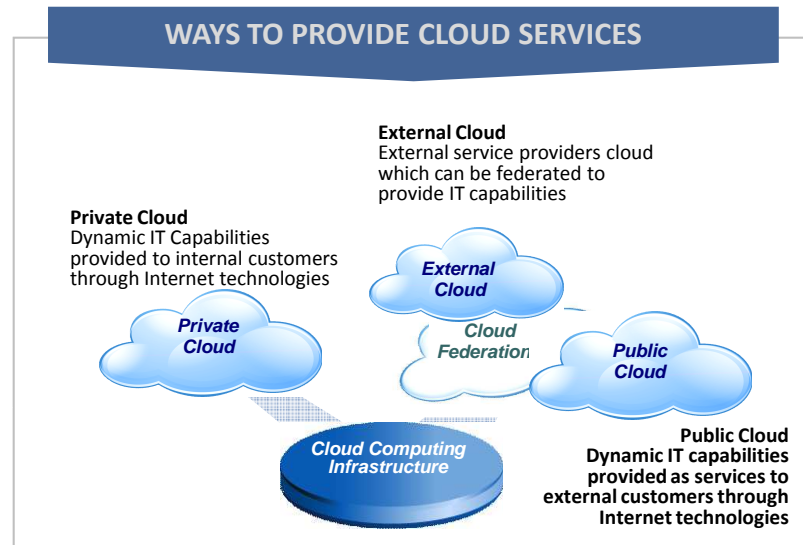 WAYS TO PROVIDE CLOUD SERVICES
External Cloud
External service providers cloud
which can be federated to
provide IT capabilities
Private Cloud
Dynamic IT Capabilities
provided to internal customers
through Internet technologies
External
Cloud
Private
Cloud
Cloud
Federation
Public
Cloud
Cloud Computing
Infrastructure
Public Cloud
Dynamic IT capabilities
provided as services to
external customers through
Internet technologies